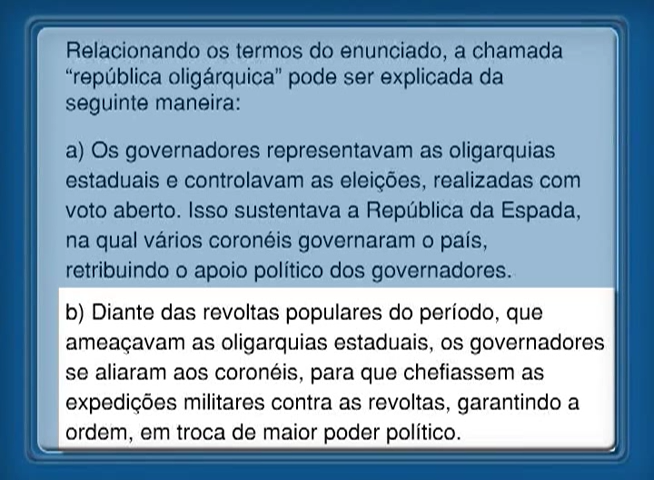 Relacionando os termos do enunciado, a chamada
“república oligárquica” pode ser explicada da
seguinte maneira:
a) Os governadores representavam as oligarquias
estaduais e controlavam as eleições, realizadas com
voto aberto. Isso sustentava a República da Espada,
na qual vários coronéis governaram o país,
retribuindo o apoio político dos governadores.
b) Diante das revoltas populares do período, que
ameaçavam as oligarquias estaduais, os governadores
se aliaram aos coronéis, para que chefiassem as
expedições militares contra as revoltas, garantindo a
ordem, em troca de maior poder político.